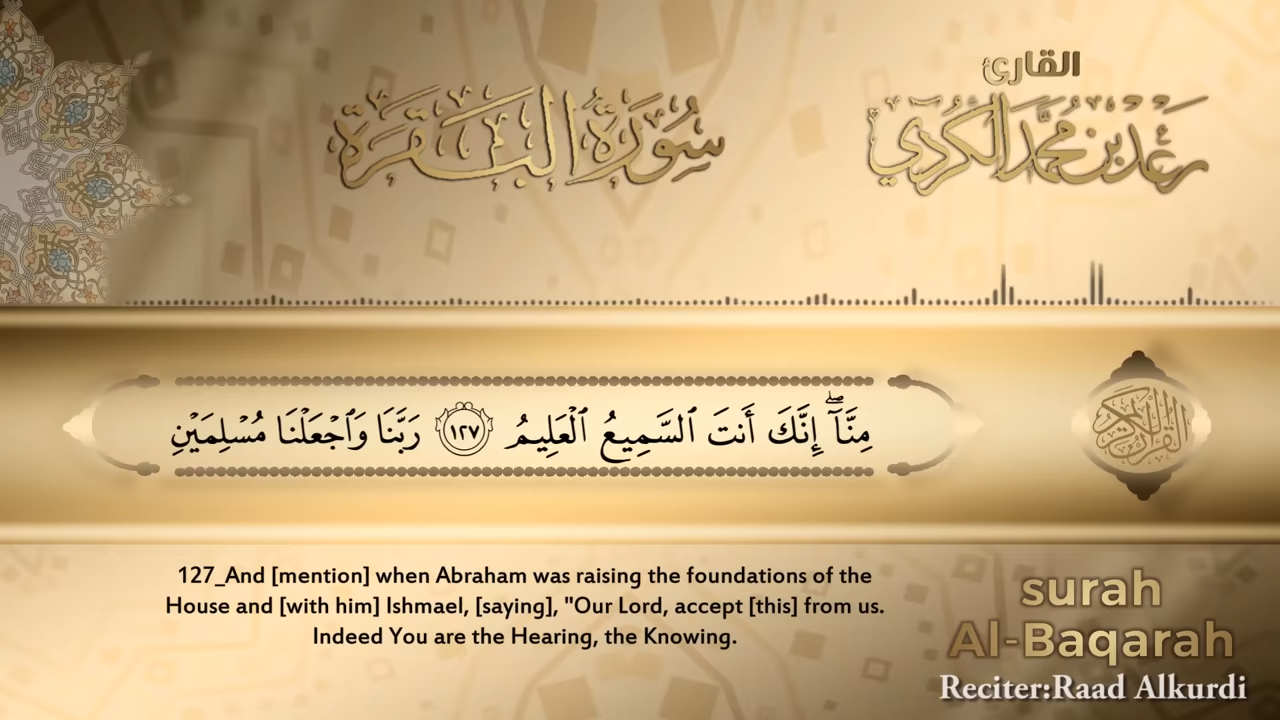 القارئ
سُورَةُ الْبَقَرَة
رعد بن محمد الكردي
مِنَّآۖ إِنَّكَ أَنتَ ٱلسَّمِيعُ ٱلْعَلِيمُ ١٢٧ رَبَّنَا وَٱجْعَلْنَا مُسْلِمَيْنِ
القرآن الكريم
127_And [mention] when Abraham was raising the foundations of the
House and [with him] Ishmael, [saying], "Our Lord, accept [this] from us.
Indeed You are the Hearing, the Knowing.
surah
Al-Baqarah
Reciter:Raad Alkurdi